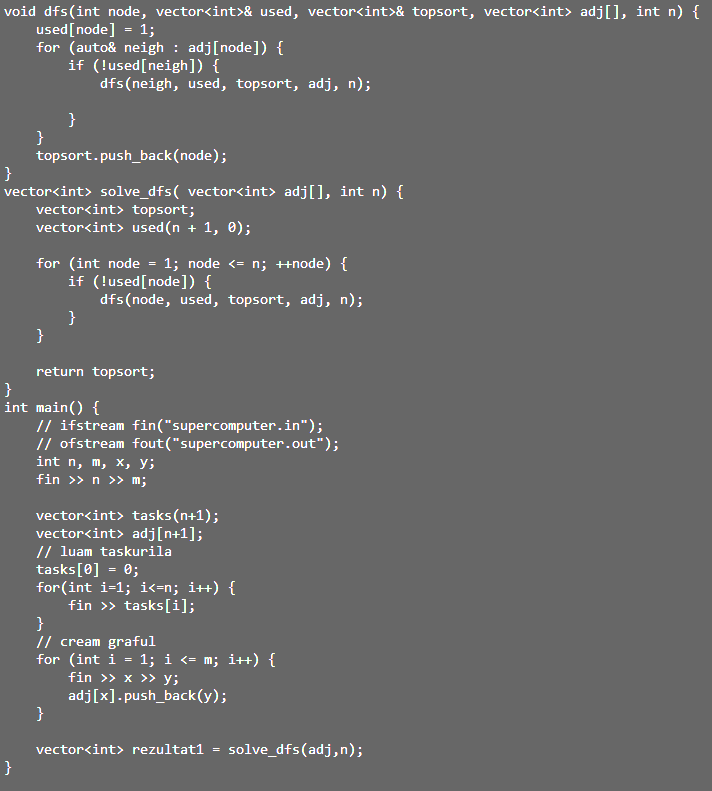 void dfs(int node, vector<int>& used, vector<int>& topsort, vector<int> adj[], int n) {
    used[node] = 1;
    for (auto& neigh : adj[node]) {
        if (!used[neigh]) {
            dfs(neigh, used, topsort, adj, n);

        }
    }
    topsort.push_back(node);
}
vector<int> solve_dfs( vector<int> adj[], int n) {
    vector<int> topsort;
    vector<int> used(n + 1, 0);

    for (int node = 1; node <= n; ++node) {
        if (!used[node]) {
            dfs(node, used, topsort, adj, n);
        }
    }

    return topsort;
}
int main() {
    // ifstream fin("supercomputer.in");
    // ofstream fout("supercomputer.out");
    int n, m, x, y;
    fin >> n >> m;

    vector<int> tasks(n+1);
    vector<int> adj[n+1];
    // luam taskurila
    tasks[0] = 0;
    for(int i=1; i<=n; i++) {
        fin >> tasks[i];
    }
    // cream graful
    for (int i = 1; i <= m; i++) {
        fin >> x >> y;
        adj[x].push_back(y);
    }

    vector<int> rezultat1 = solve_dfs(adj,n);
}